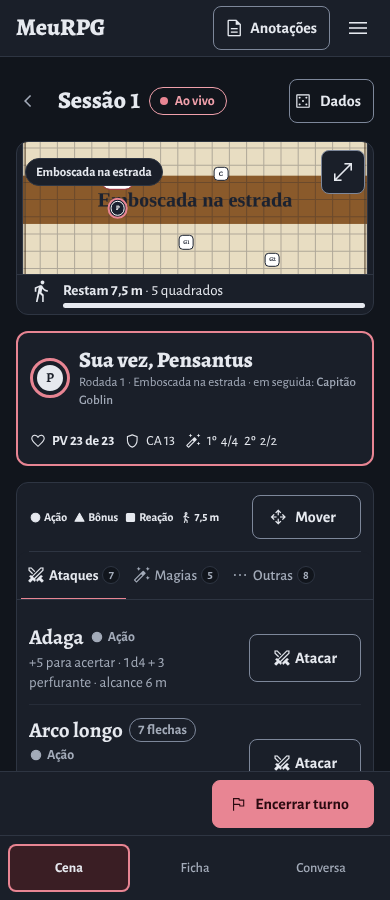 MeuRPG
Anotações
Sessão 1
Ao vivo
Dados
Emboscada na estrada
C
Emboscada na estrada
P
G1
G2
Restam 7,5 m · 5 quadrados
P
Sua vez, Pensantus
Rodada 1 · Emboscada na estrada · em seguida: Capitão
Goblin
PV 23 de 23
CA 13
1º 4/4 2º 2/2
Ação
Bônus
Reação
7,5 m
Mover
Ataques 7
Magias 5
Outras 8
Adaga
Ação
+5 para acertar · 1d4 + 3
perfurante · alcance 6 m
Atacar
Arco longo
7 flechas
Ação
Atacar
Encerrar turno
Cena
Ficha
Conversa